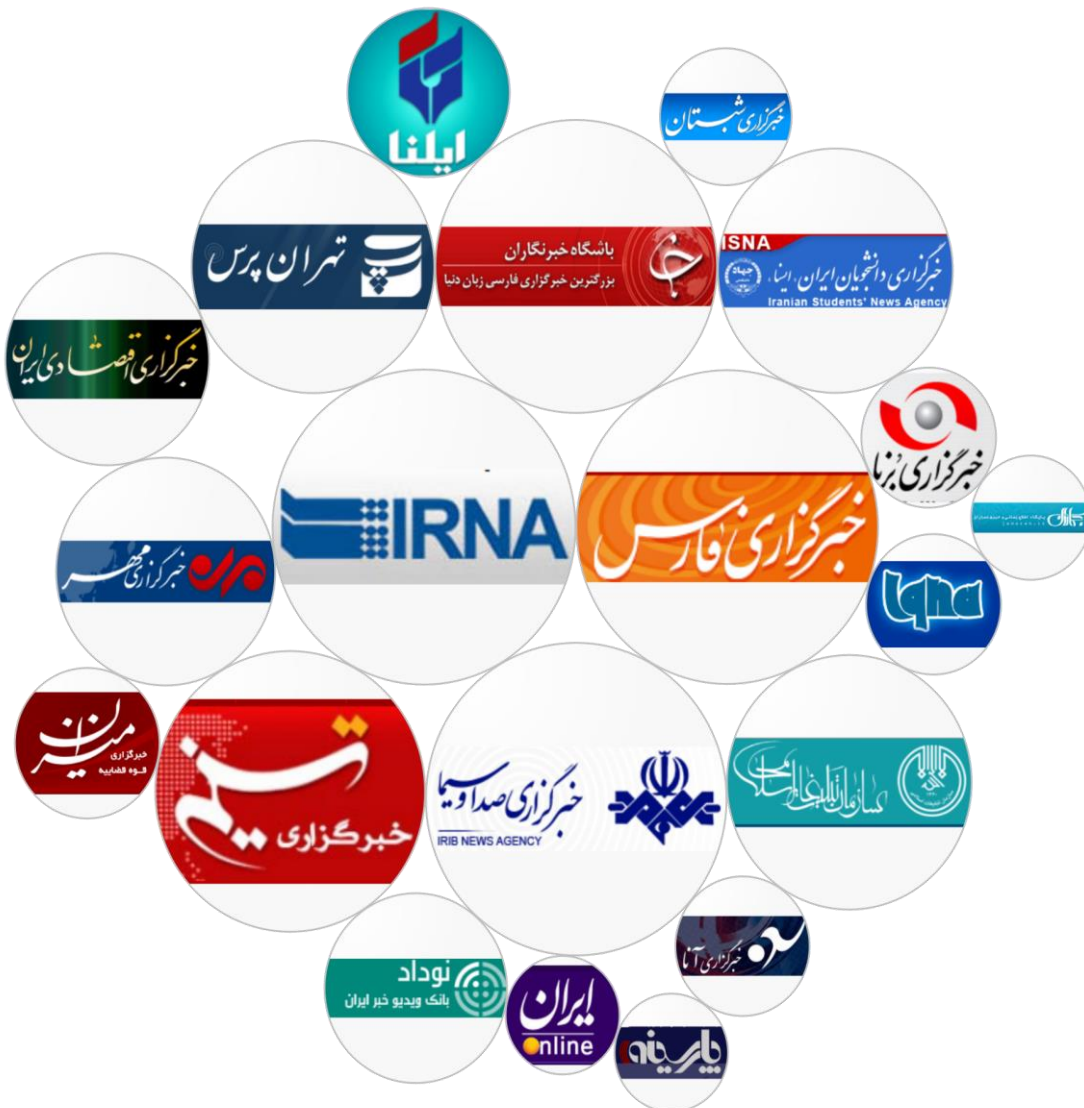 ایلنا
خبرگزاری شبستان
تهران پرس
باشگاه خبرنگاران
بزرگترین خبرگزاری فارسی زبان دنیا
ISNA
خبرگزاری دانشجویان ایران، ایسنا،
جهاد
Iranian Students' News Agency
خبرگزاری اقتصادی ایران
خبرگزاری برنا
IRNA
خبرگزاری فارس
جماران
خبرگزاری مهر
Iqna
میزان
خبرگزاری
قوه قضاییه
تسنیم
خبرگزاری
خبرگزاری صدا و سیما
IRIB NEWS AGENCY
سازمان تبلیغات اسلامی
خبرگزاری آنا
نوداد
بانک ویدیو خبر ایران
ایران
Online
پارسینه